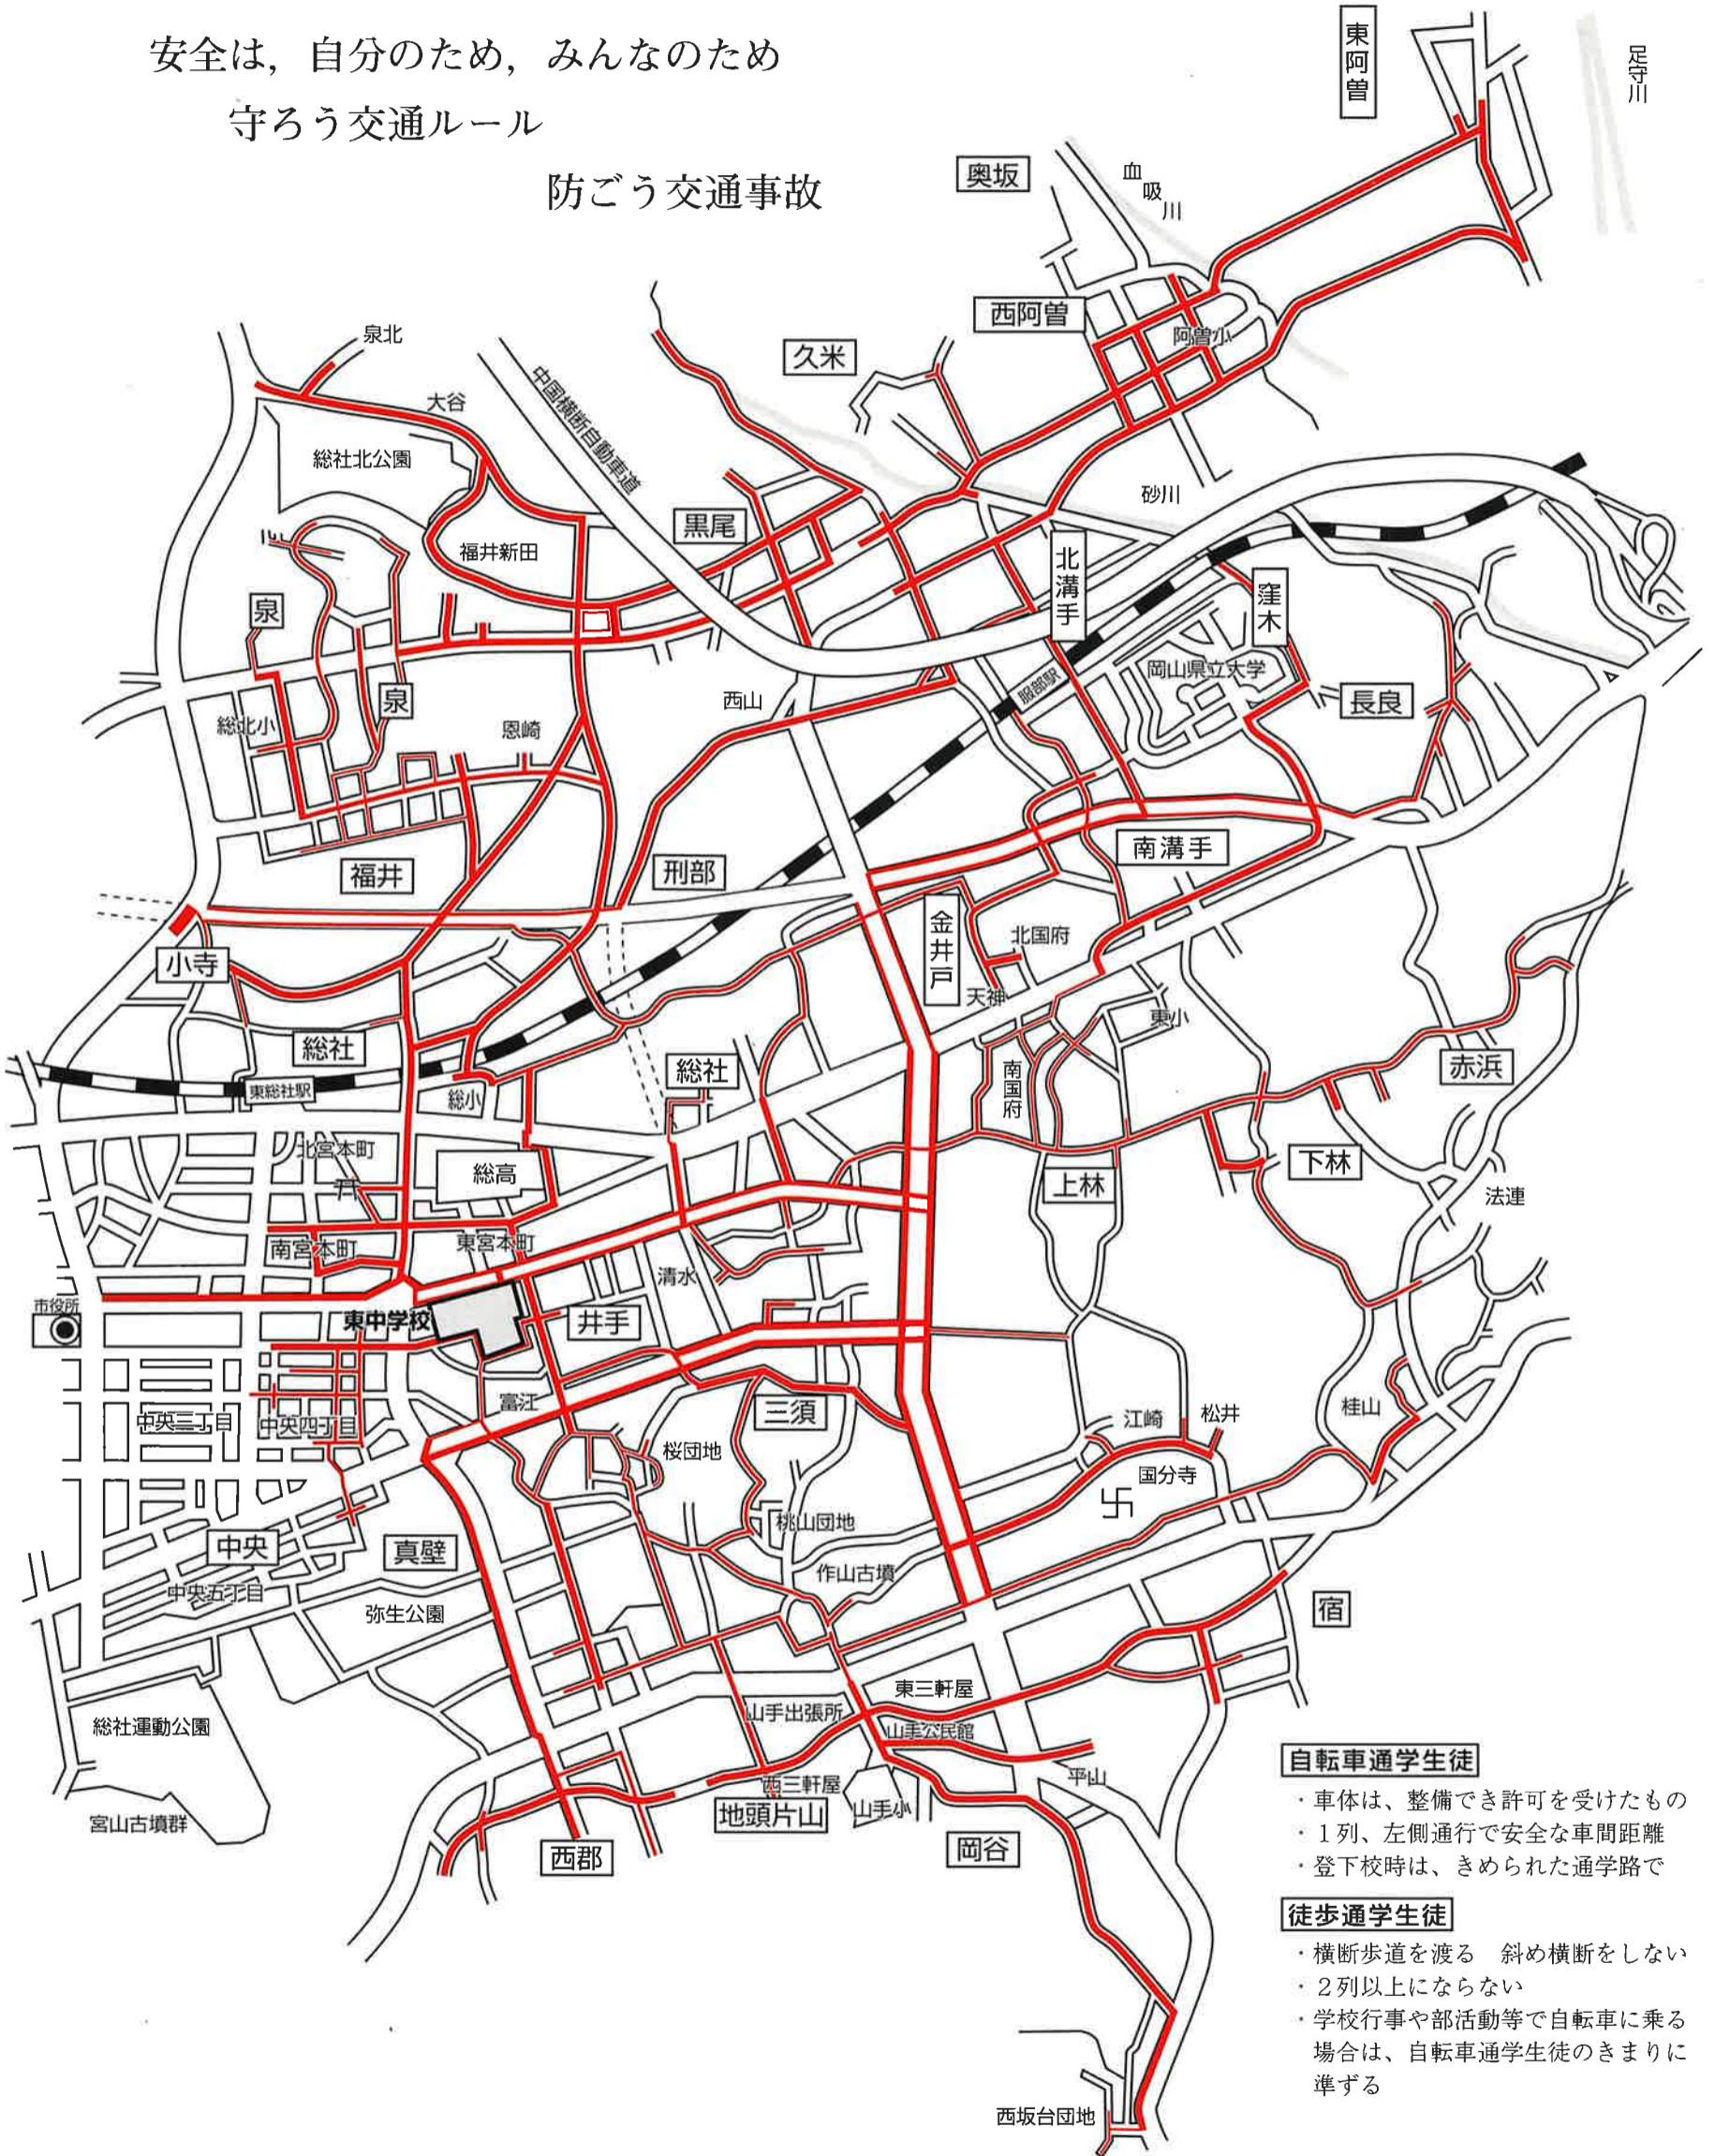 安全は，自分のため，みんなのため
守ろう交通ルール
防ごう交通事故
東阿曽
足守川
奥坂
血吸川
西阿曽
阿曽小
久米
泉北
大谷
中国横断自動車道
総社北公園
砂川
黒尾
福井新田
北溝手
窪木
泉
岡山県立大学
服部駅
長良
泉
西山
総北小
恩崎
南溝手
福井
刑部
金井戸
北国府
小寺
天神
東小
総社
総社
南国府
赤浜
東総社駅
総小
北宮本町
総高
下林
上林
法連
南宮本町
東宮本町
清水
市役所
東中学校
井手
富江
三須
江崎
松井
桂山
中央三丁目
中央四丁目
桜団地
国分寺
卍
桃山団地
中央
真壁
作山古墳
中央五丁目
弥生公園
宿
東三軒屋
総社運動公園
山手出張所
山手公民館
平山
西三軒屋
地頭片山
山手小
宮山古墳群
西郡
岡谷
自転車通学生徒
・車体は、整備でき許可を受けたもの
・１列、左側通行で安全な車間距離
・登下校時は、きめられた通学路で
徒歩通学生徒
・横断歩道を渡る　斜め横断をしない
・２列以上にならない
・学校行事や部活動等で自転車に乗る
場合は、自転車通学生徒のきまりに
準ずる
西坂台団地